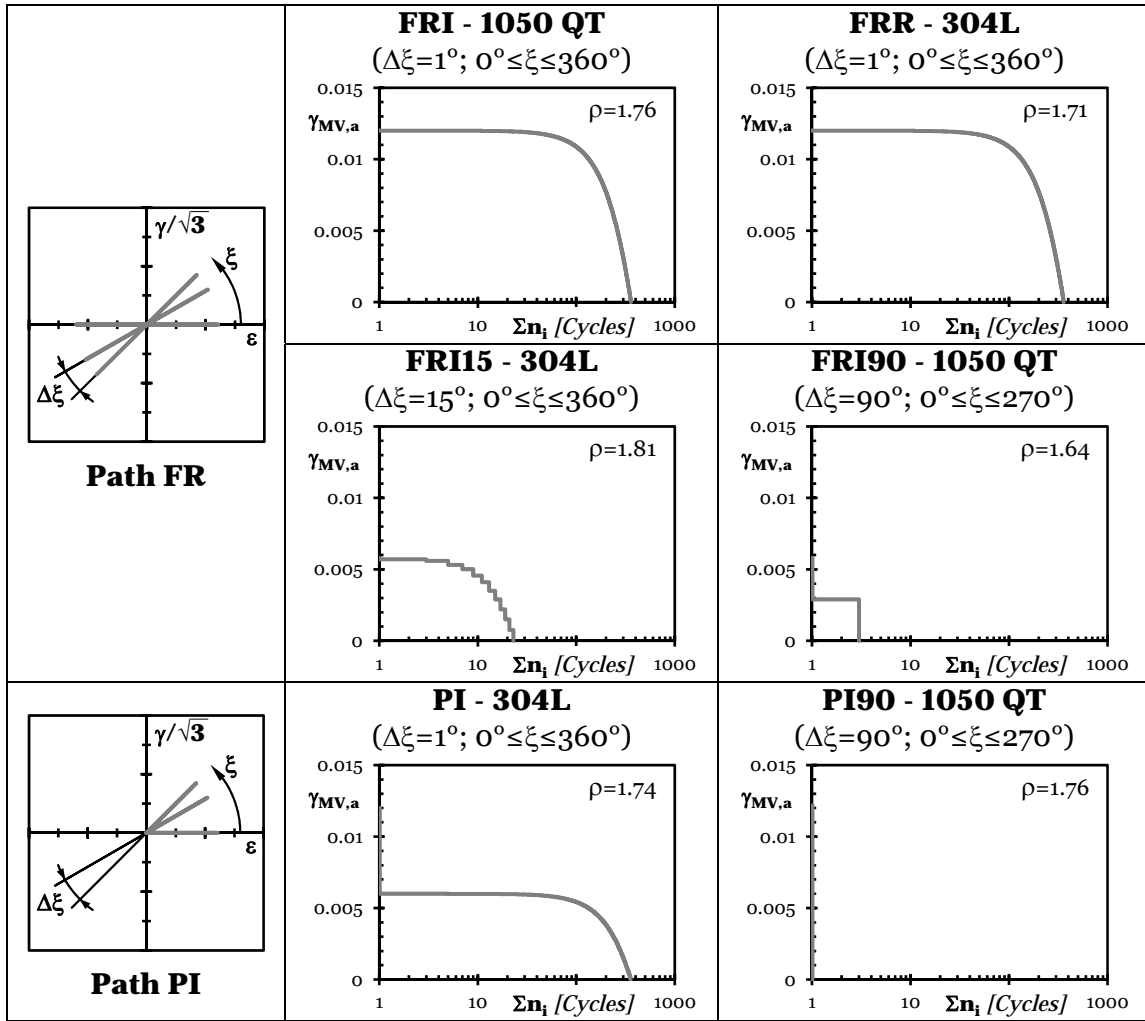 γ/√3
ξ
ε
Δξ
Path FR
FRI - 1050 QT
(Δξ=1°; 0°≤ξ≤360°)
0.015
γMV,a
ρ=1.76
0.01
0.005
0
1
10
Σni [Cycles]
1000
FRR - 304L
(Δξ=1°; 0°≤ξ≤360°)
0.015
γMV,a
ρ=1.71
0.01
0.005
0
1
10
Σni [Cycles]
1000
FRI15 - 304L
(Δξ=15°; 0°≤ξ≤360°)
0.015
γMV,a
ρ=1.81
0.01
0.005
0
1
10
Σni [Cycles]
1000
FRI90 - 1050 QT
(Δξ=90°; 0°≤ξ≤270°)
0.015
γMV,a
ρ=1.64
0.01
0.005
0
1
10
Σni [Cycles]
1000
γ/√3
ξ
ε
Δξ
Path PI
PI - 304L
(Δξ=1°; 0°≤ξ≤360°)
0.015
γMV,a
ρ=1.74
0.01
0.005
0
1
10
Σni [Cycles]
1000
PI90 - 1050 QT
(Δξ=90°; 0°≤ξ≤270°)
0.015
γMV,a
ρ=1.76
0.01
0.005
0
1
10
Σni [Cycles]
1000